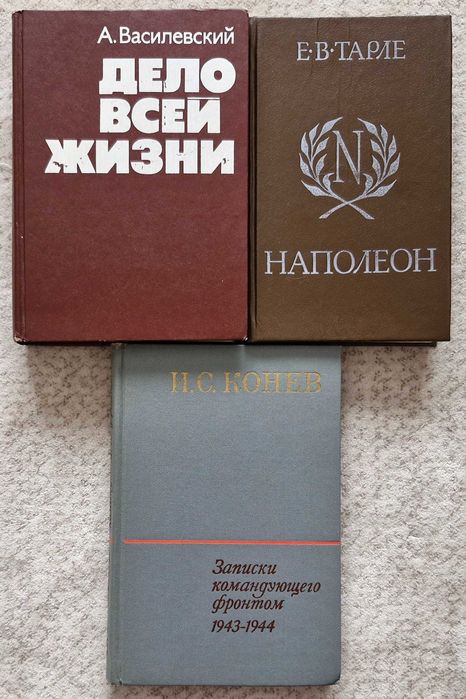 А. Василевский
ДЕЛО
ВСЕЙ
ЖИЗНИ
Е·В·ТАРЛЕ
N
НАПОЛЕОН
И.С. КОНЕВ
Записки
командующего
фронтом
1943-1944